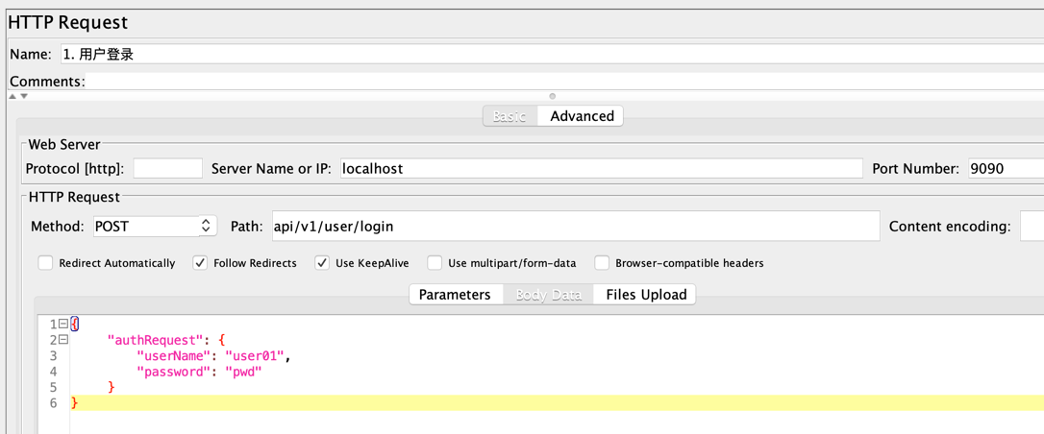 HTTP Request
Name: 1. 用户登录
Comments:
Basic Advanced
Web Server
Protocol [http]: Server Name or IP: localhost Port Number: 9090
HTTP Request
Method: POST Path: api/v1/user/login Content encoding:
Redirect Automatically Follow Redirects Use KeepAlive Use multipart/form-data Browser-compatible headers
Parameters Body Data Files Upload
1 {
2 "authRequest": {
3 "userName": "user01",
4 "password": "pwd"
5 }
6 }